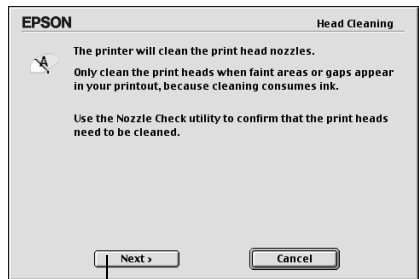 EPSON Head Cleaning
A
The printer will clean the print head nozzles.
Only clean the print heads when faint areas or gaps appear
in your printout, because cleaning consumes ink.
Use the Nozzle Check utility to confirm that the print heads
need to be cleaned.
Next › Cancel